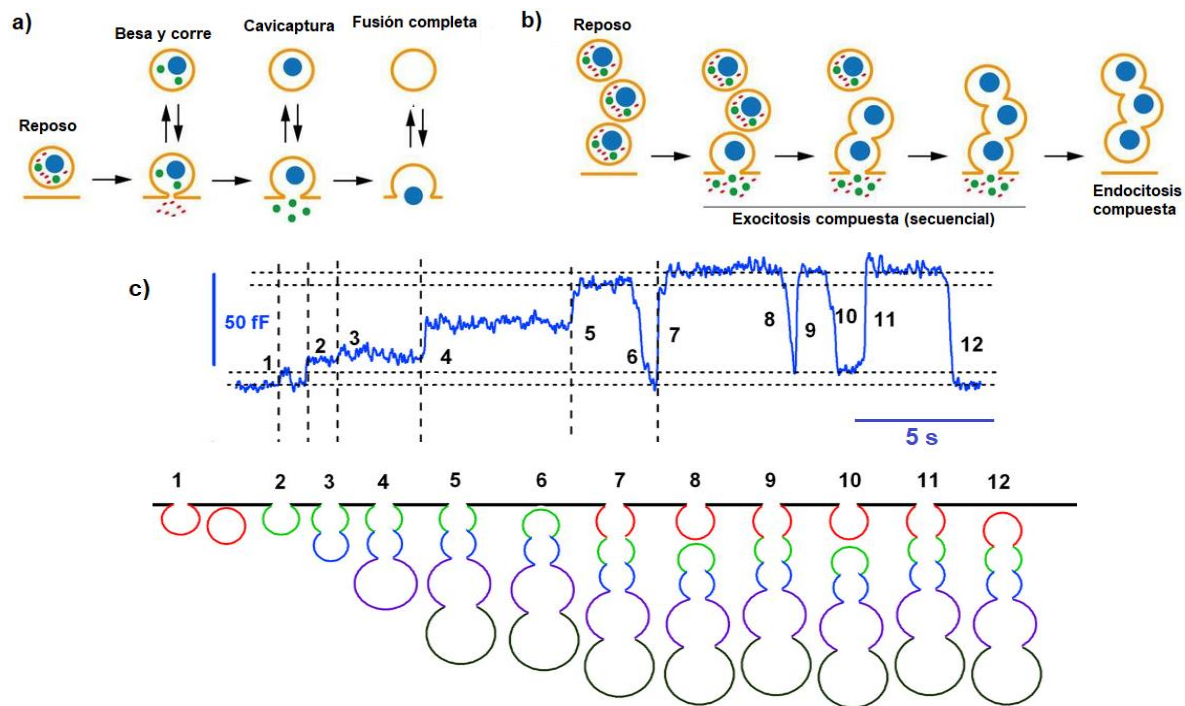 a)
Besa y corre
Cavicaptura
Fusión completa
Reposo
b)
Reposo
Exocitosis compuesta (secuencial)
Endocitosis
compuesta
c)
50 fF
1
2
3
4
5
6
7
8
9
10
11
12
5 s
1 2 3 4 5 6 7 8 9 10 11 12